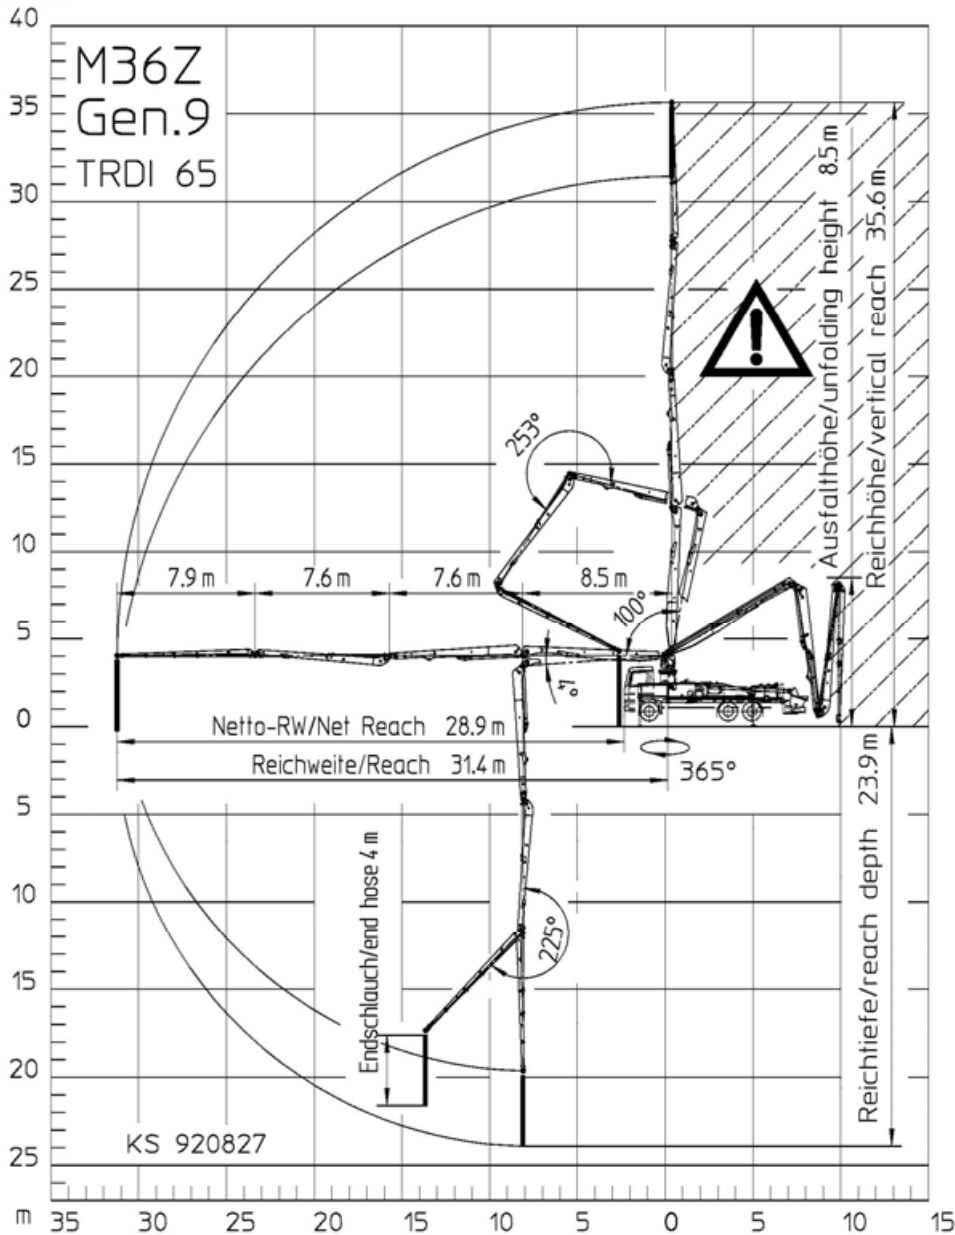 40
M36Z
Gen.9
TRDI 65
35
30
25
20
15
10
5
0
5
10
15
20
25
m
Ausfalthöhe/unfolding height 8.5 m
Reichhöhe/vertical reach 35.6 m
!
253°
7.9 m
7.6 m
7.6 m
8.5 m
100°
1,4°
Netto-RW/Net Reach 28.9 m
Reichweite/Reach 31.4 m
365°
Reichtiefe/reach depth 23.9 m
Endschlauch/end hose 4 m
225°
KS 920827
35 30 25 20 15 10 5 0 5 10 15